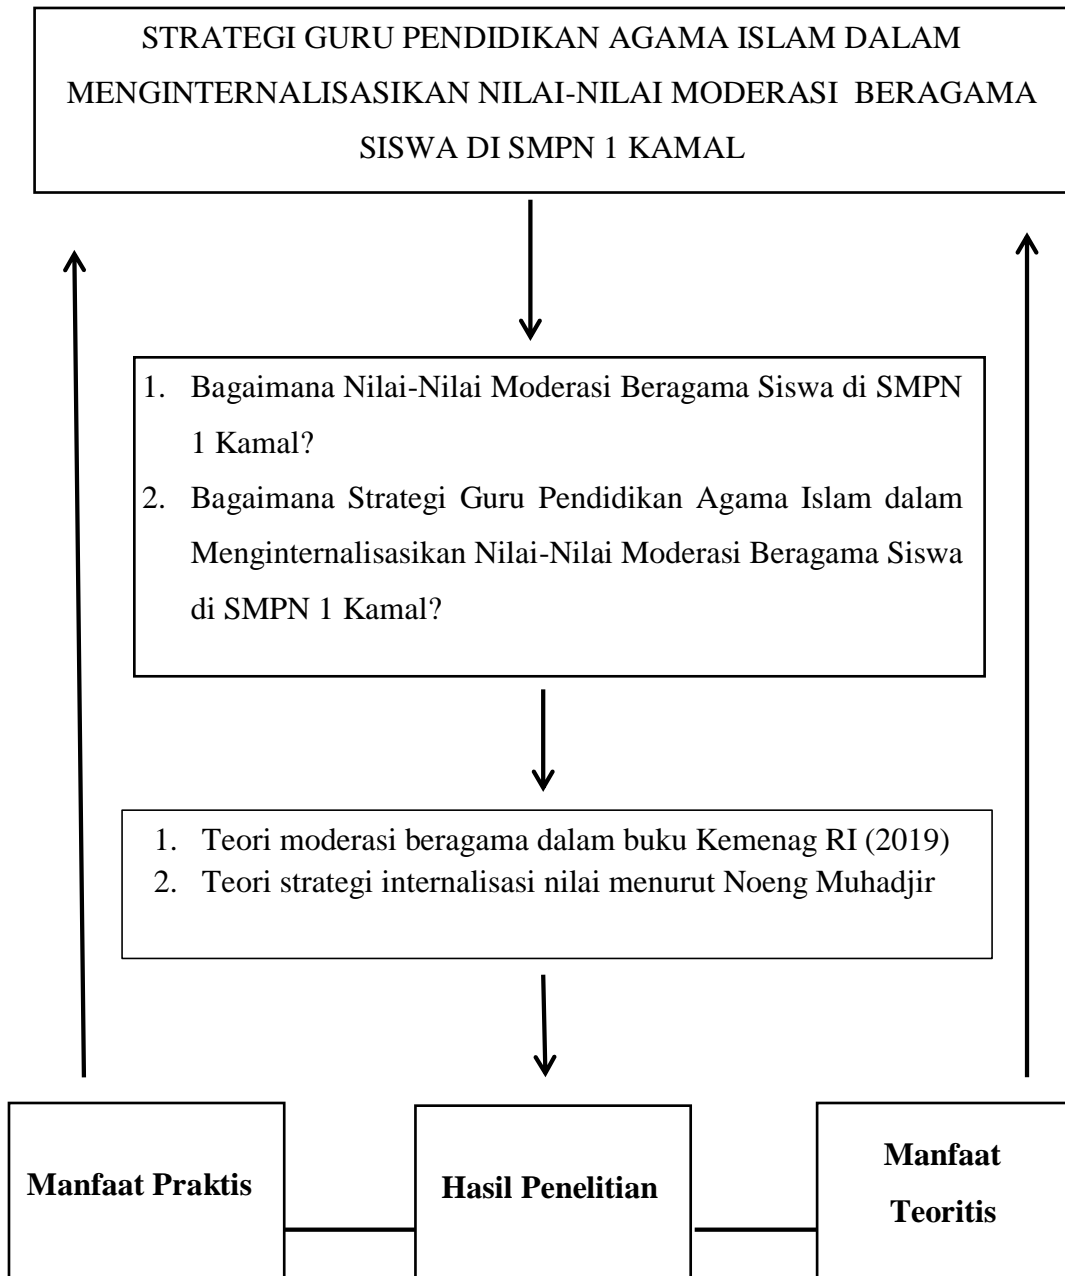 STRATEGI GURU PENDIDIKAN AGAMA ISLAM DALAM
MENGINTERNALISASIKAN NILAI-NILAI MODERASI BERAGAMA
SISWA DI SMPN 1 KAMAL
1. Bagaimana Nilai-Nilai Moderasi Beragama Siswa di SMPN
1 Kamal?
2. Bagaimana Strategi Guru Pendidikan Agama Islam dalam
Menginternalisasikan Nilai-Nilai Moderasi Beragama Siswa
di SMPN 1 Kamal?
1. Teori moderasi beragama dalam buku Kemenag RI (2019)
2. Teori strategi internalisasi nilai menurut Noeng Muhadjir
Manfaat Praktis
Hasil Penelitian
Manfaat
Teoritis